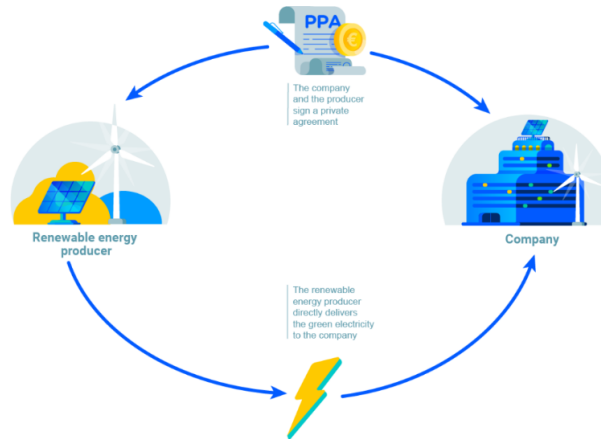 PPA
€
The company
and the producer
sign a private
agreement
Renewable energy
producer
Company
The renewable
energy producer
directly delivers
the green electricity
to the company